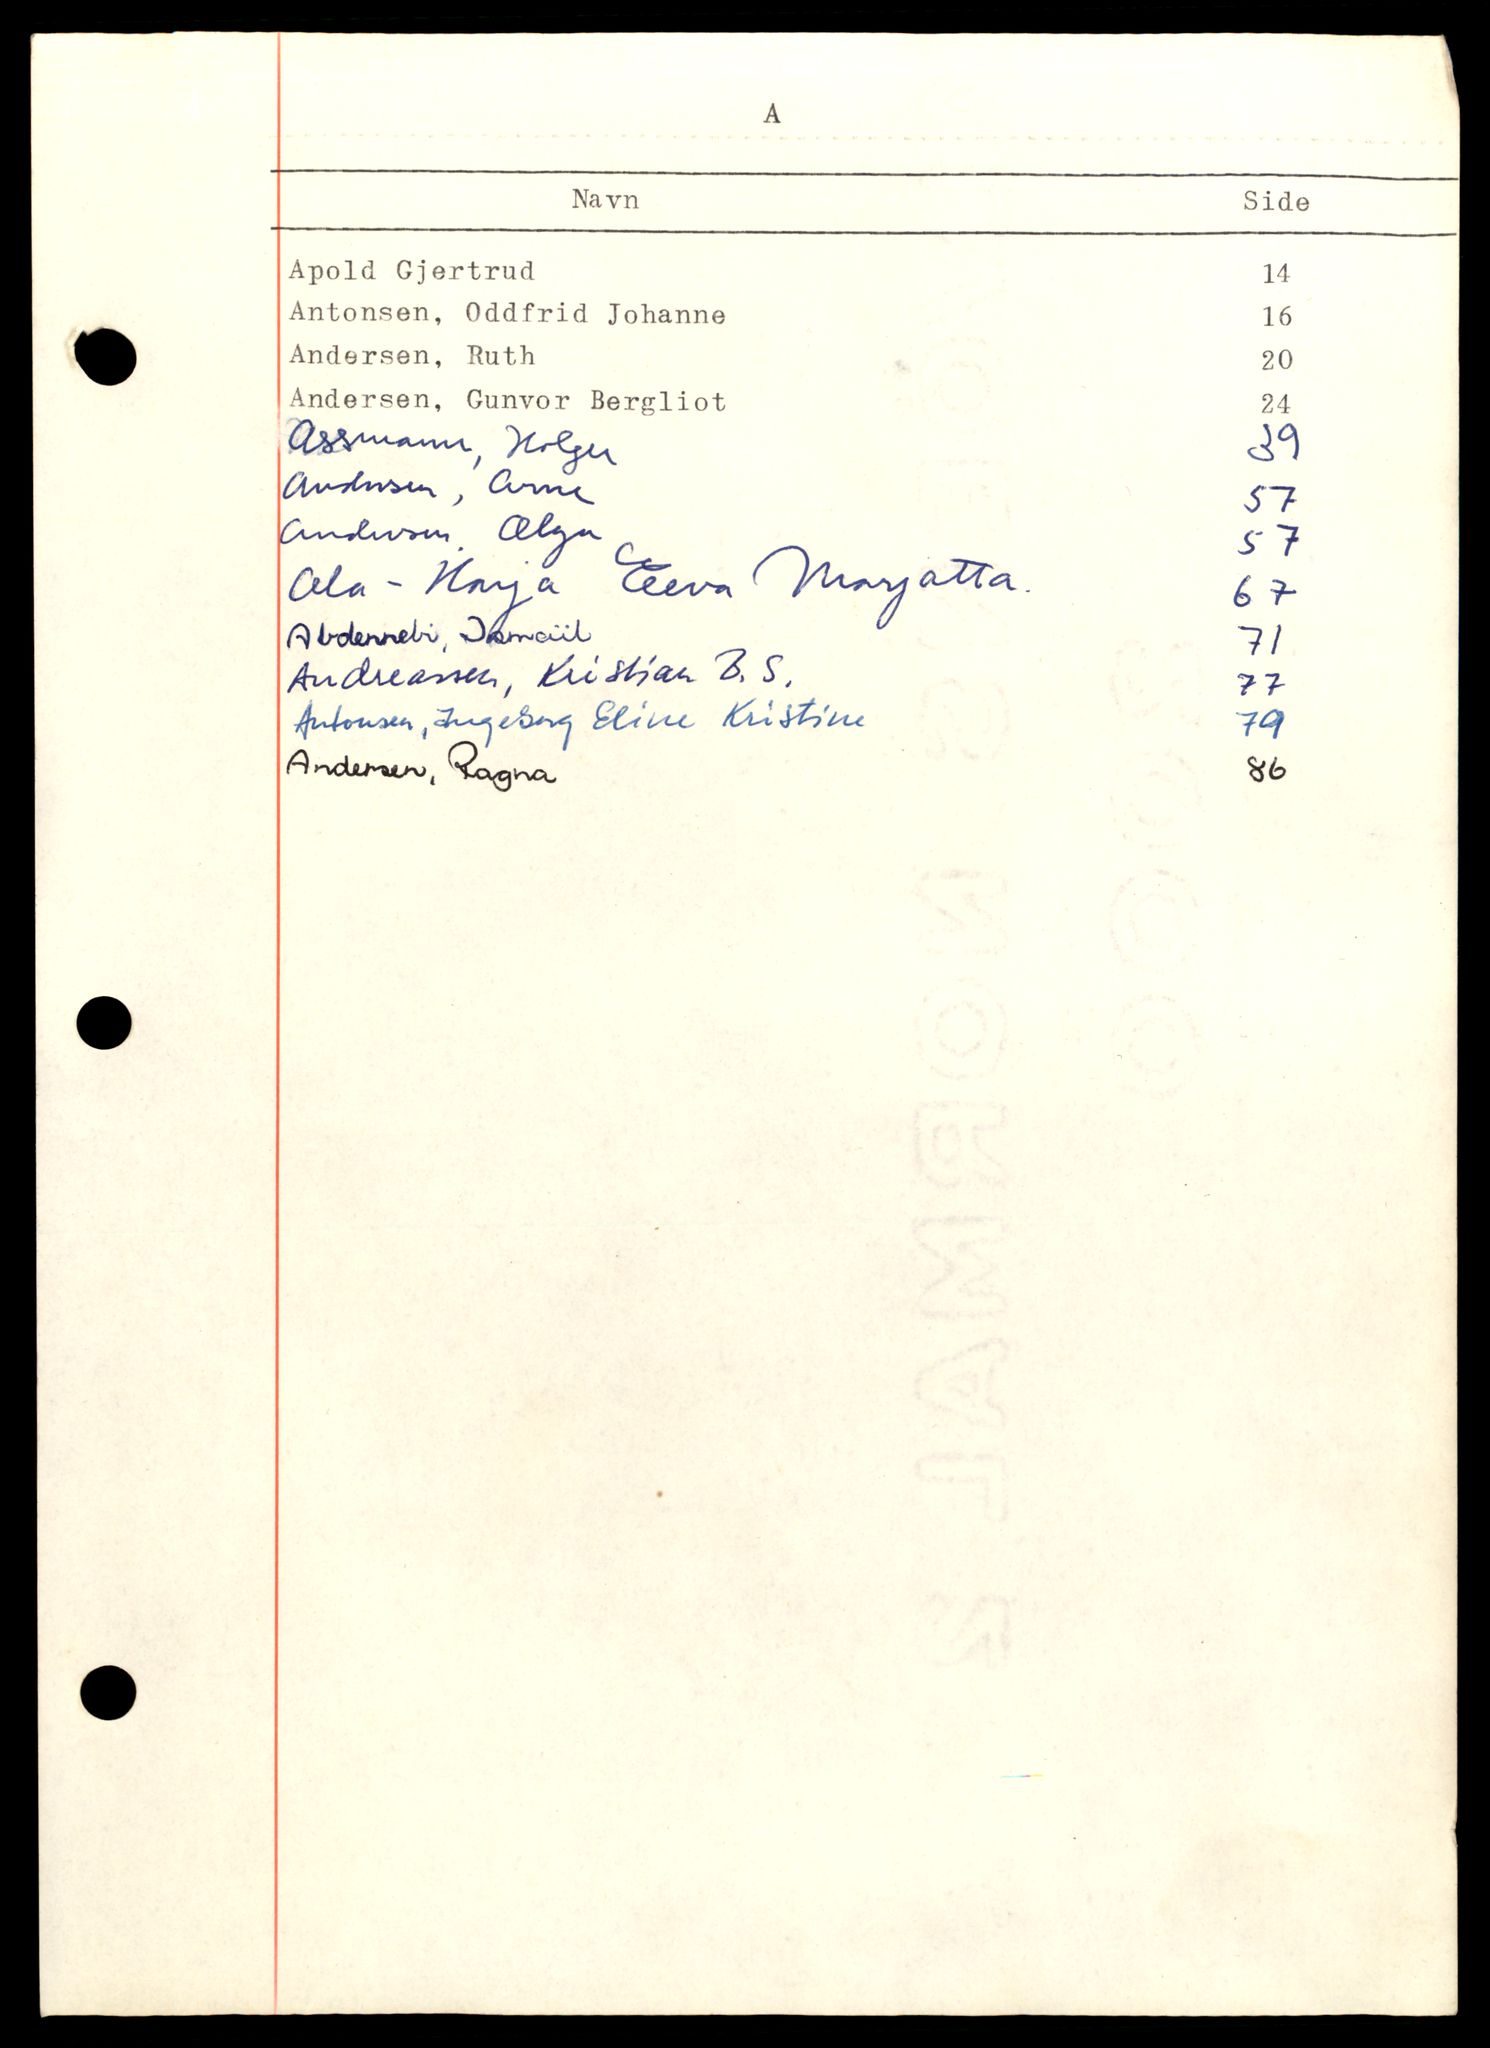 A
Navn Side
Apold Gjertrud 14
Antonsen, Oddfrid Johanne 16
Andersen, Ruth 20
Andersen, Gunvor Bergliot 24
Assmann, Holger 39
Andersen, Arne 57
Andersen, Olga 57
Ala-Harja Eeva Marjatta. 67
Abdennebi, Ismaiil 71
Andreassen, Kristian B.S. 77
Antonsen, Ingeborg Eline Kristine 79
Andersen, Ragna 86